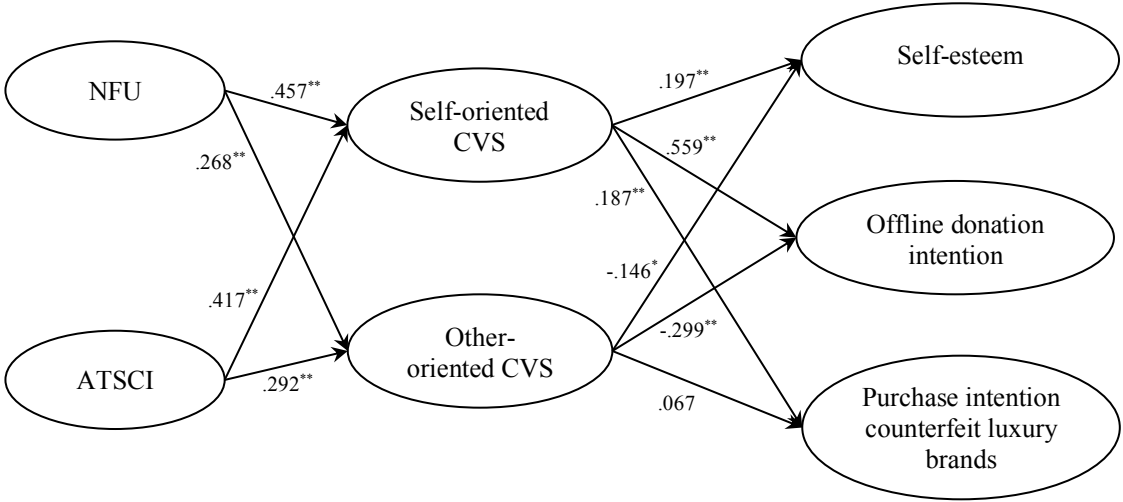 NFU
ATSCI
.457**
.268**
.417**
.292**
Self-oriented
CVS
Other-
oriented CVS
.197**
.559**
.187**
-.146*
-.299**
.067
Self-esteem
Offline donation
intention
Purchase intention
counterfeit luxury
brands